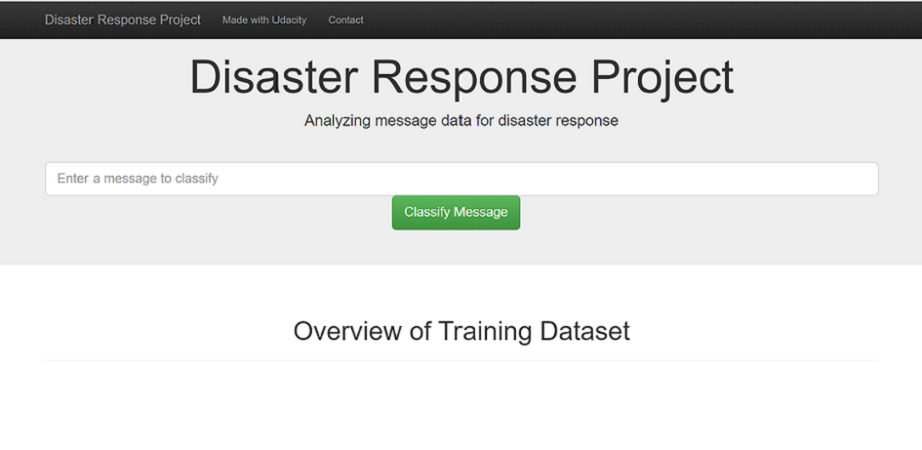 Disaster Response Project Made with Udacity Contact
Disaster Response Project
Analyzing message data for disaster response
Enter a message to classify
Classify Message
Overview of Training Dataset